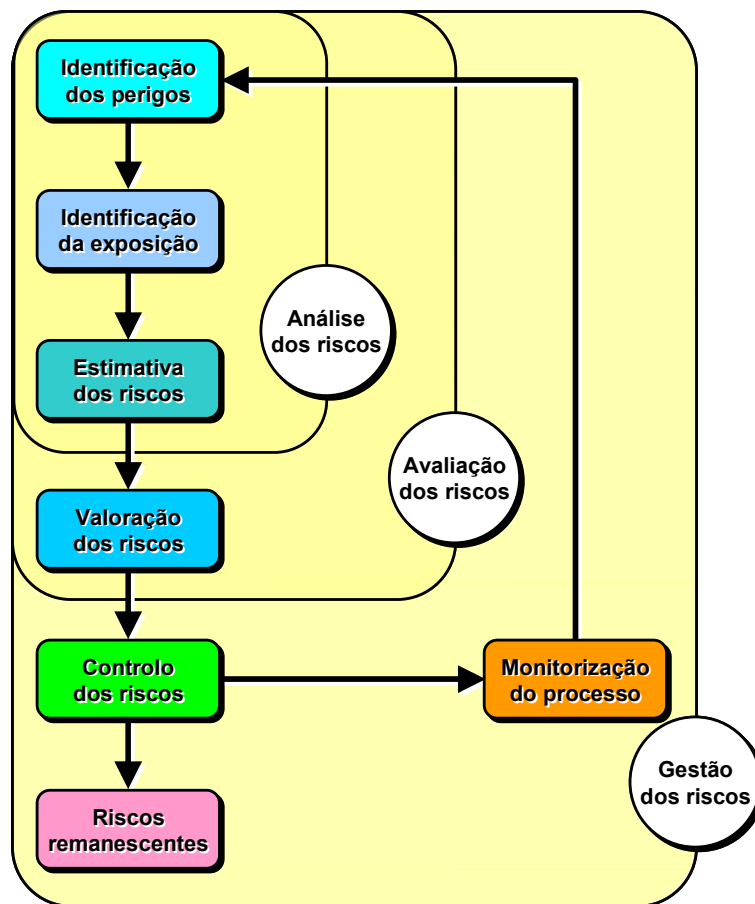 Identificação
dos perigos
Identificação
da exposição
Análise
dos riscos
Estimativa
dos riscos
Avaliação
dos riscos
Valoração
dos riscos
Controlo
dos riscos
Monitorização
do processo
Gestão
dos riscos
Riscos
remanescentes